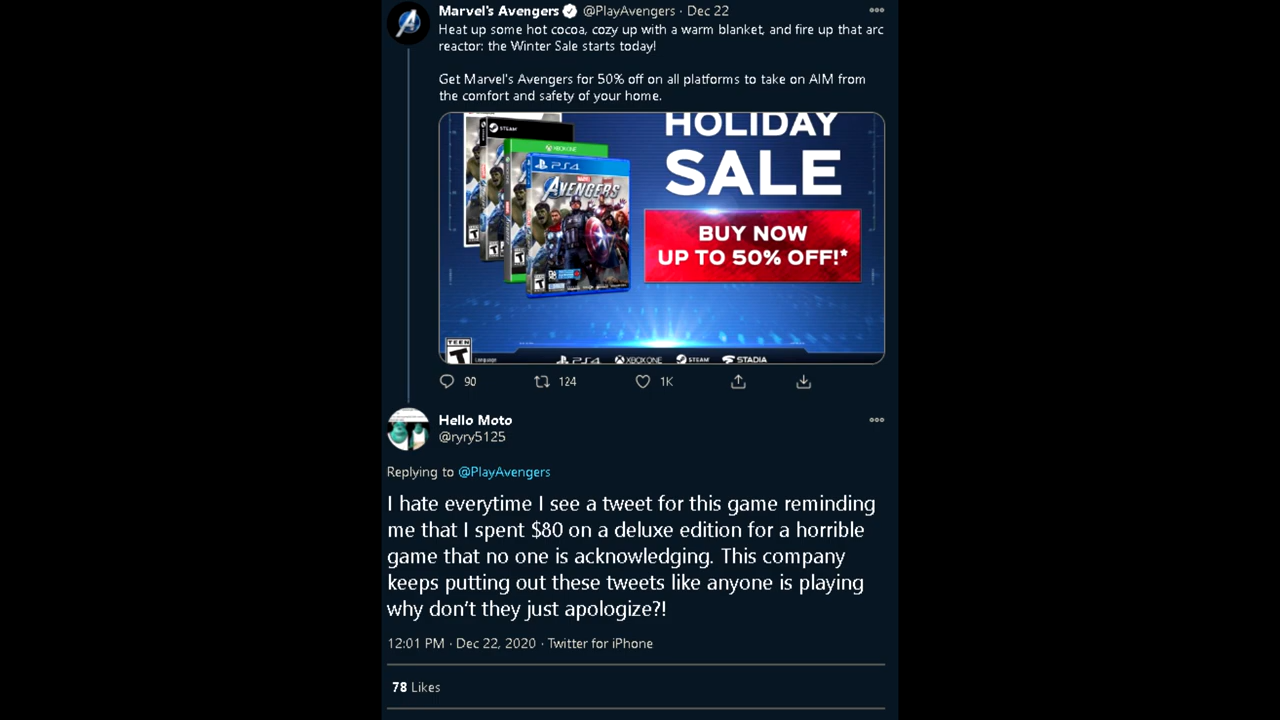 Marvel's Avengers @PlayAvengers · Dec 22
Heat up some hot cocoa, cozy up with a warm blanket, and fire up that arc
reactor: the Winter Sale starts today!
Get Marvel's Avengers for 50% off on all platforms to take on AIM from
the comfort and safety of your home.
STEAM
XBOX ONE
PS4
MARVEL
AVENGERS
HOLIDAY
SALE
BUY NOW
UP TO 50% OFF!*
TEEN
T
Language
PS4 XBOX ONE STEAM STADIA
90 124 1K
Hello Moto
@ryry5125
Replying to @PlayAvengers
I hate everytime I see a tweet for this game reminding
me that I spent $80 on a deluxe edition for a horrible
game that no one is acknowledging. This company
keeps putting out these tweets like anyone is playing
why don't they just apologize?!
12:01 PM · Dec 22, 2020 · Twitter for iPhone
78 Likes